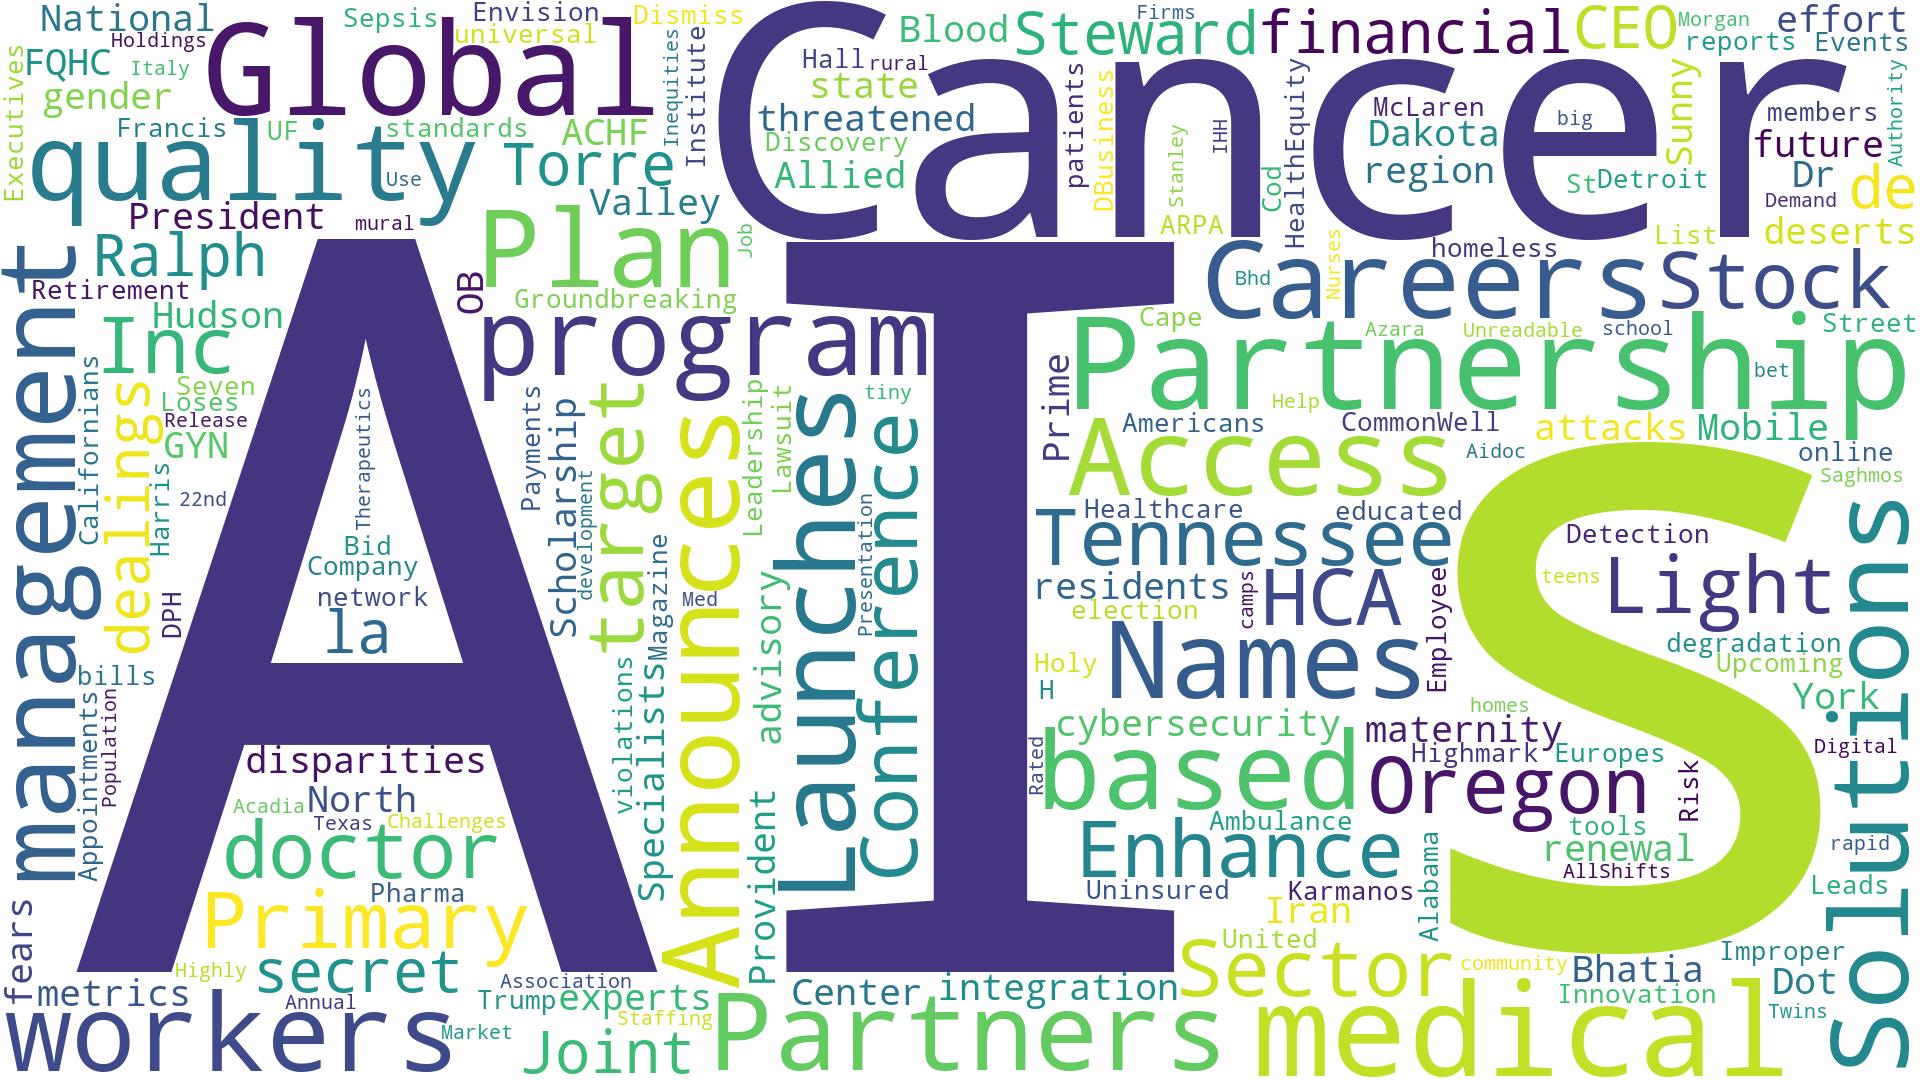 National
Holdings
FQHC
Italy
gender
Executives
Sepsis
Envision
Dismiss
universal
Global
Inequities
Institute
Cancer
Blood
Steward
financial
CEO
Firms
Morgan
effort
reports
Events
Hall
rural
state
threatened
Discovery
Allied
patients
DBusiness
Stanley
IHH
ARPA
Cod
HealthEquity
McLaren
Dakota
region
big
Sunny
members
future
Authority
St
Detroit
Dr
de
Demand
Francis
UF
standards
ACHF
quality
Use
Torre
Valley
President
mural
Plan
Job
Ralph
Retirement
OB
Groundbreaking
Hudson
Inc
program
homeless
List
deserts
Careers
Stock
Bhd
Nurses
Cape
Azara
Unreadable
school
Street
Partnership
bet
Prime
Help
Americans
CommonWell
attacks
Mobile
Access
Aidoc
online
Saghmos
management
Californians
dealings
Seven
Loses
Release
GYN
Harris
22nd
Therapeutics
A
I
S
Payments
Scholarship
development
target
Announces
Leadership
Lawsuit
tiny
Launches
Conference
Presentation
Bid
Company
network
la
DPH
Magazine
Med
Healthcare
educated
Tennessee
Detection
teens
Light
residents
camps
HCA
election
Employee
Names
Holy
H
degradation
Upcoming
York
homes
solutions
bills
Appointments
Population
disparities
violations
Specialists
advisory
Provident
cybersecurity
maternity
Highmark
Europes
Digital
Rated
based
Oregon
Risk
Acadia
North
Texas
Challenges
doctor
Ambulance
Enhance
Alabama
tools
renewal
AllShifts
rapid
Leads
Pharma
Primary
Uninsured
Karmanos
Iran
United
fears
Highly
secret
Association
metrics
Annual
Trump
experts
Staffing
Center
integration
Sector
community
Bhatia
Innovation
Improper
Dot
Twins
workers
Market
Joint
Partners
medical